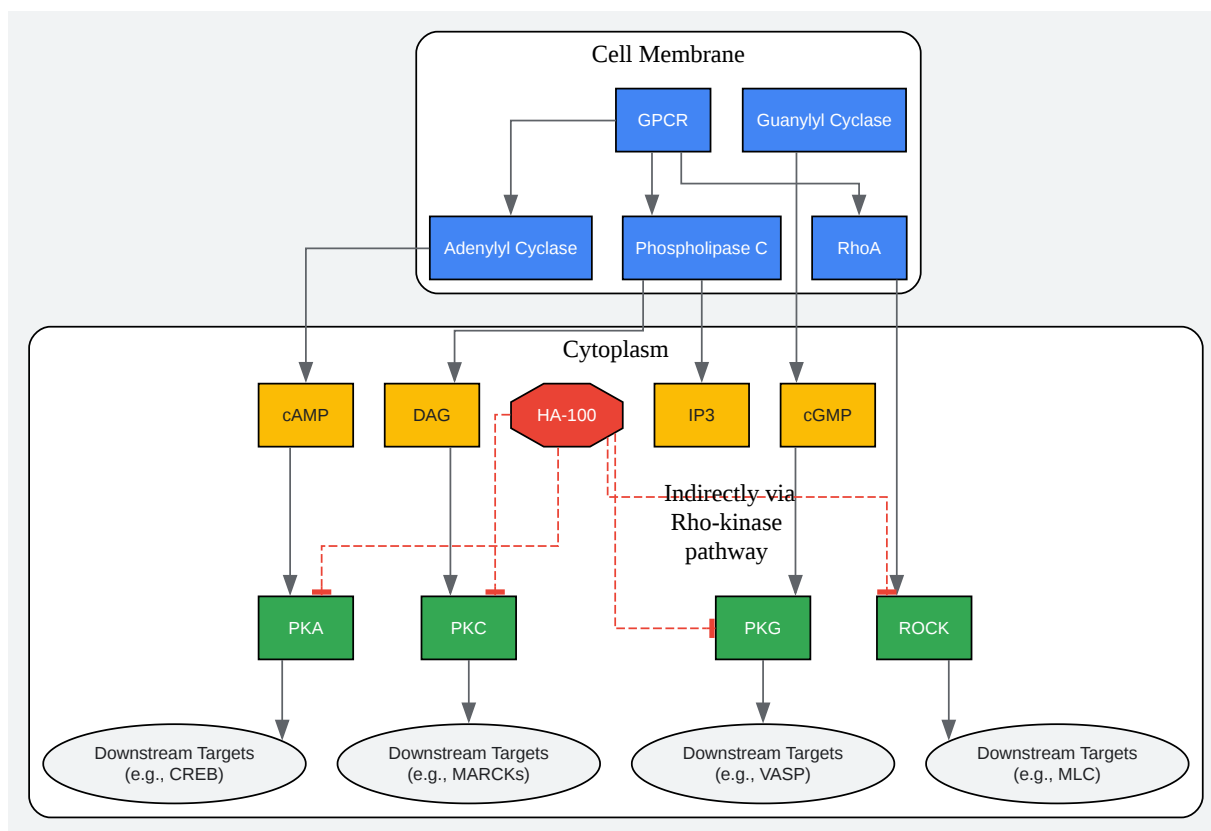 Cell Membrane
GPCR
Guanylyl Cyclase
Adenylyl Cyclase
Phospholipase C
RhoA
Cytoplasm
cAMP
DAG
HA-100
IP3
cGMP
Indirectly via
Rho-kinase
pathway
PKA
PKC
PKG
ROCK
Downstream Targets
(e.g., CREB)
Downstream Targets
(e.g., MARCKs)
Downstream Targets
(e.g., VASP)
Downstream Targets
(e.g., MLC)